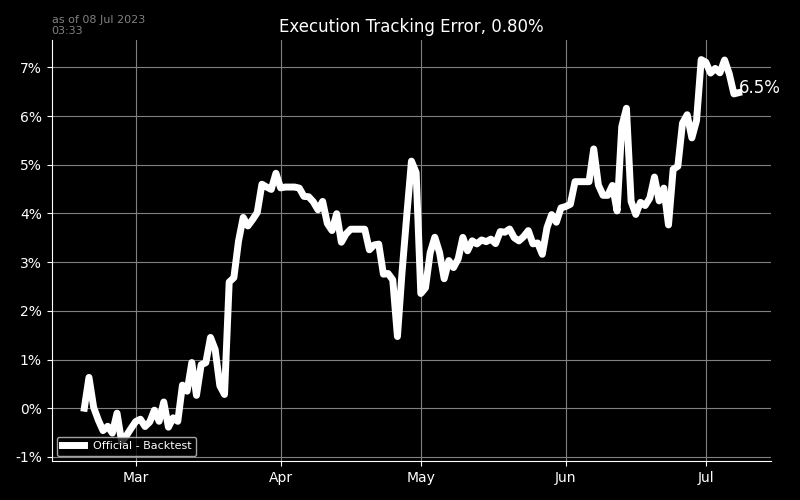 as of 08 Jul 2023
03:33
Execution Tracking Error, 0.80%
7%
6.5%
6%
5%
4%
3%
2%
1%
0%
-1%
Official - Backtest
Mar Apr May Jun Jul